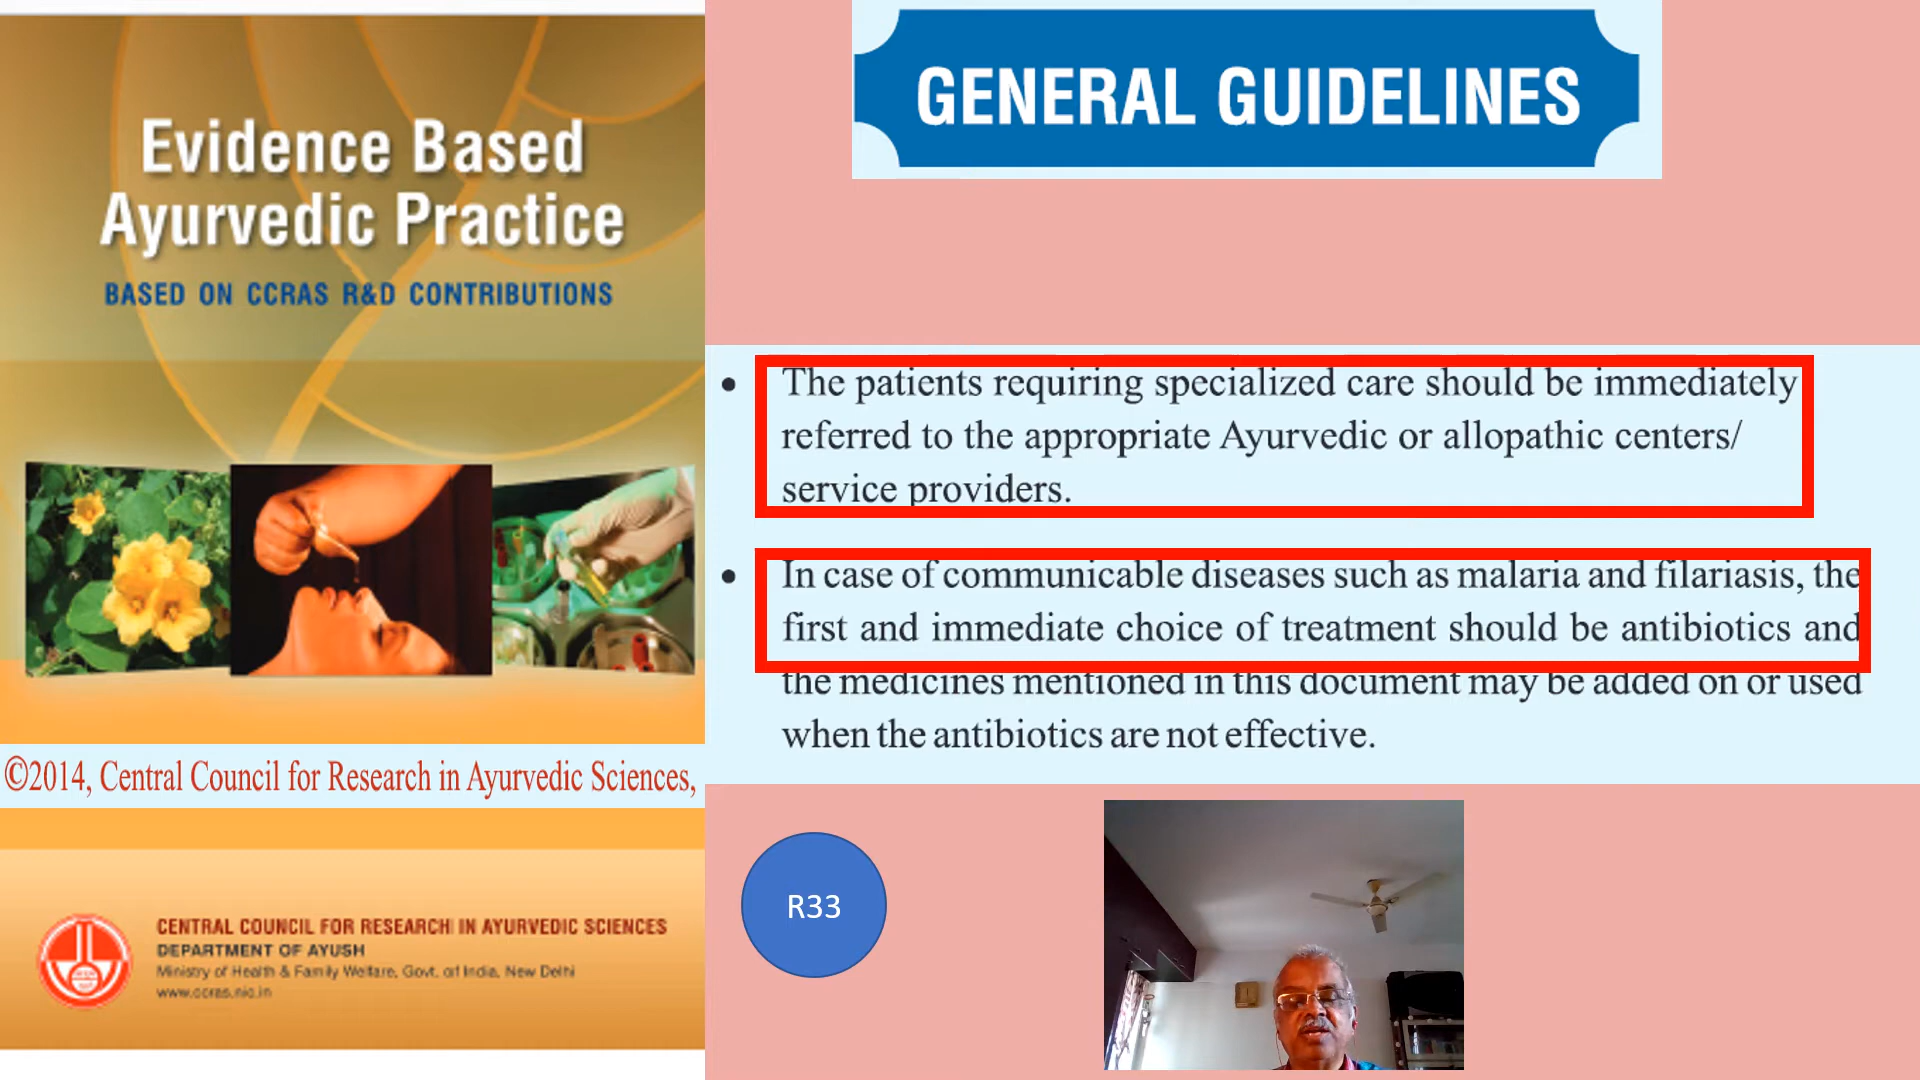 Evidence Based
Ayurvedic Practice
BASED ON CCRAS R&D CONTRIBUTIONS
©2014, Central Council for Research in Ayurvedic Sciences,
CENTRAL COUNCIL FOR RESEARCH IN AYURVEDIC SCIENCES
DEPARTMENT OF AYUSH
Ministry of Health & Family Welfare, Govt. of India, New Delhi
www.ccras.nic.in
GENERAL GUIDELINES
• The patients requiring specialized care should be immediately
referred to the appropriate Ayurvedic or allopathic centers/
service providers.
• In case of communicable diseases such as malaria and filariasis, the
first and immediate choice of treatment should be antibiotics and
the medicines mentioned in this document may be added on or used
when the antibiotics are not effective.
R33